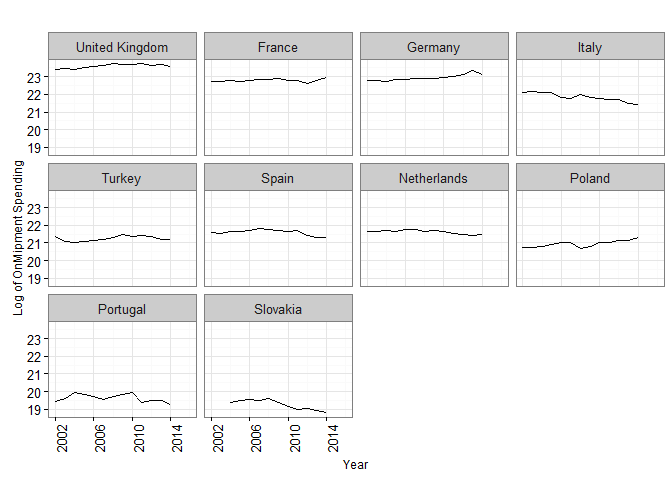 United Kingdom France Germany Italy
23
22
21
20
19
Turkey Spain Netherlands Poland
23
22
21
20
19
Portugal Slovakia
23
22
21
20
19
2002 2006 2010 2014 2002 2006 2010 2014
Year
Log of OnMipment Spending